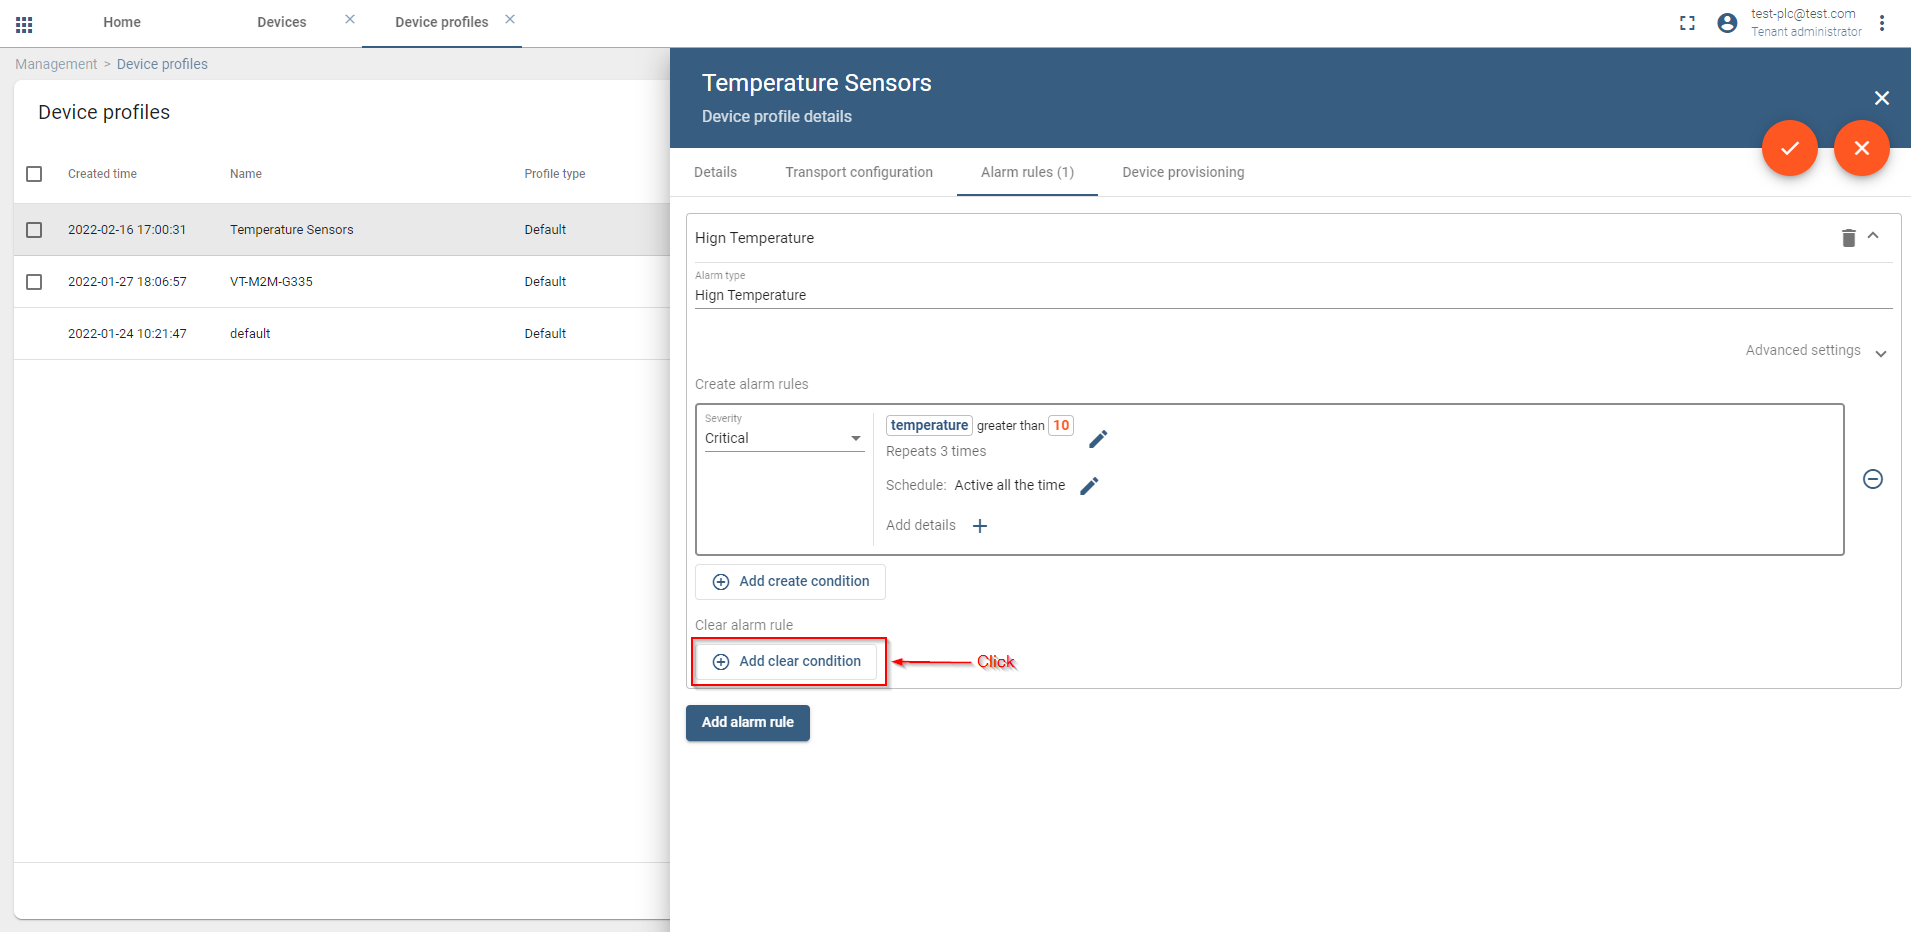 Home
Devices
Device profiles
test-plc@test.com
Tenant administrator
Management > Device profiles
Device profiles
Created time Name Profile type
2022-02-16 17:00:31 Temperature Sensors Default
2022-01-27 18:06:57 VT-M2M-G335 Default
2022-01-24 10:21:47 default Default
Temperature Sensors
Device profile details
Details Transport configuration Alarm rules (1) Device provisioning
Hign Temperature
Alarm type
Hign Temperature
Advanced settings
Create alarm rules
Severity
Critical
temperature greater than 10
Repeats 3 times
Schedule: Active all the time
Add details
Add create condition
Clear alarm rule
Add clear condition
Click
Add alarm rule